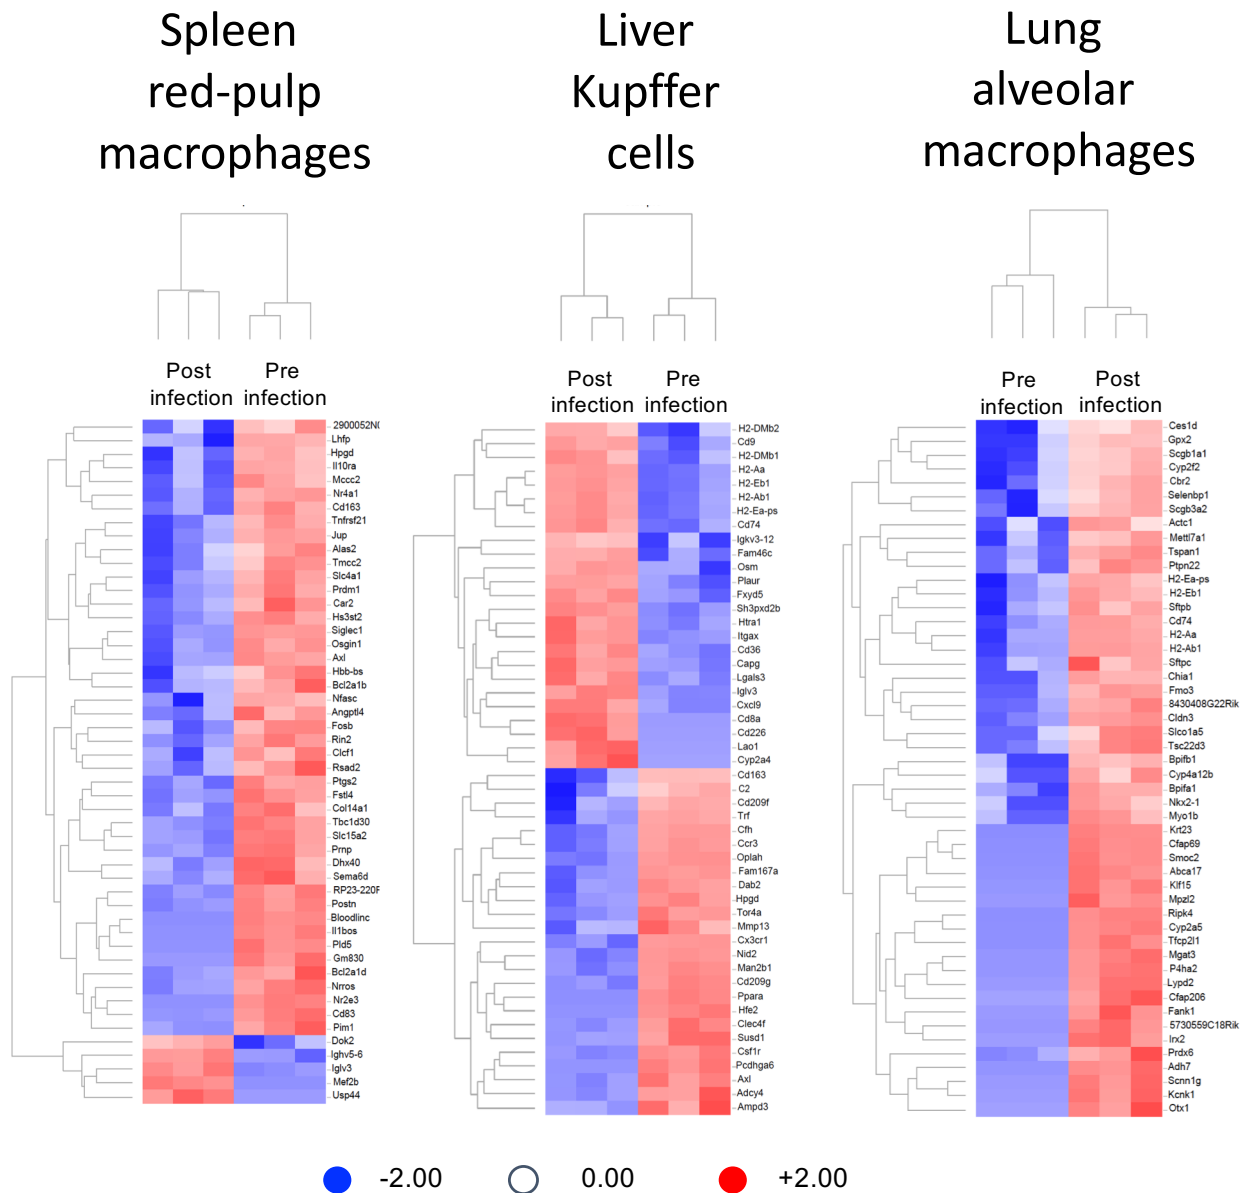 Spleen
red-pulp
macrophages
Liver
Kupffer
cells
Lung
alveolar
macrophages
Post
infection
Pre
infection
Post
infection
Pre
infection
Pre
infection
Post
infection
2900052N(
Lhfp
Hpgd
Il10ra
Mccc2
Nr4a1
Cd163
Tnfrsf21
Jup
Alas2
Tmcc2
Slc4a1
Prdm1
Car2
Hs3st2
Siglec1
Osgin1
Axl
Hbb-bs
Bcl2a1b
Nfasc
Angptl4
Fosb
Rin2
Clcf1
Rsad2
Ptgs2
Fstl4
Col14a1
Tbc1d30
Slc15a2
Prnp
Dhx40
Sema6d
RP23-220F
Postn
Bloodlinc
Il1bos
Pld5
Gm830
Bcl2a1d
Nrros
Nr2e3
Cd83
Pim1
Dok2
Ighv5-6
Iglv3
Mef2b
Usp44
H2-DMb2
Cd9
H2-DMb1
H2-Aa
H2-Eb1
H2-Ab1
H2-Ea-ps
Cd74
Igkv3-12
Fam46c
Osm
Plaur
Fxyd5
Sh3pxd2b
Htra1
Itgax
Cd36
Capg
Lgals3
Iglv3
Cxcl9
Cd8a
Cd226
Lao1
Cyp2a4
Cd163
C2
Cd209f
Trf
Cfh
Ccr3
Oplah
Fam167a
Dab2
Hpgd
Tor4a
Mmp13
Cx3cr1
Nid2
Man2b1
Cd209g
Ppara
Hfe2
Clec4f
Susd1
Csf1r
Pcdhga6
Axl
Adcy4
Ampd3
Ces1d
Gpx2
Scgb1a1
Cyp2f2
Cbr2
Selenbp1
Scgb3a2
Actc1
Mettl7a1
Tspan1
Ptpn22
H2-Ea-ps
H2-Eb1
Sftpb
Cd74
H2-Aa
H2-Ab1
Sftpc
Chia1
Fmo3
8430408G22Rik
Cldn3
Slco1a5
Tsc22d3
Bpifb1
Cyp4a12b
Bpifa1
Nkx2-1
Myo1b
Krt23
Cfap69
Smoc2
Abca17
Klf15
Mpzl2
Ripk4
Cyp2a5
Tfcp2l1
Mgat3
P4ha2
Lypd2
Cfap206
Fank1
5730559C18Rik
Irx2
Prdx6
Adh7
Scnn1g
Kcnk1
Otx1
-2.00
0.00
+2.00